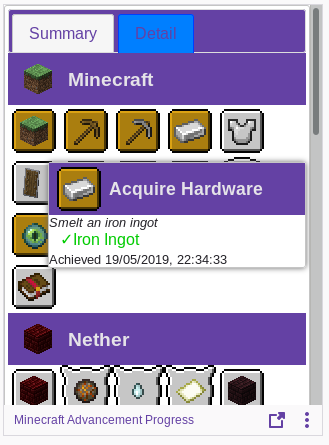 Summary
Detail
Minecraft
Acquire Hardware
Smelt an iron ingot
✓Iron Ingot
Achieved 19/05/2019, 22:34:33
Nether
Minecraft Advancement Progress